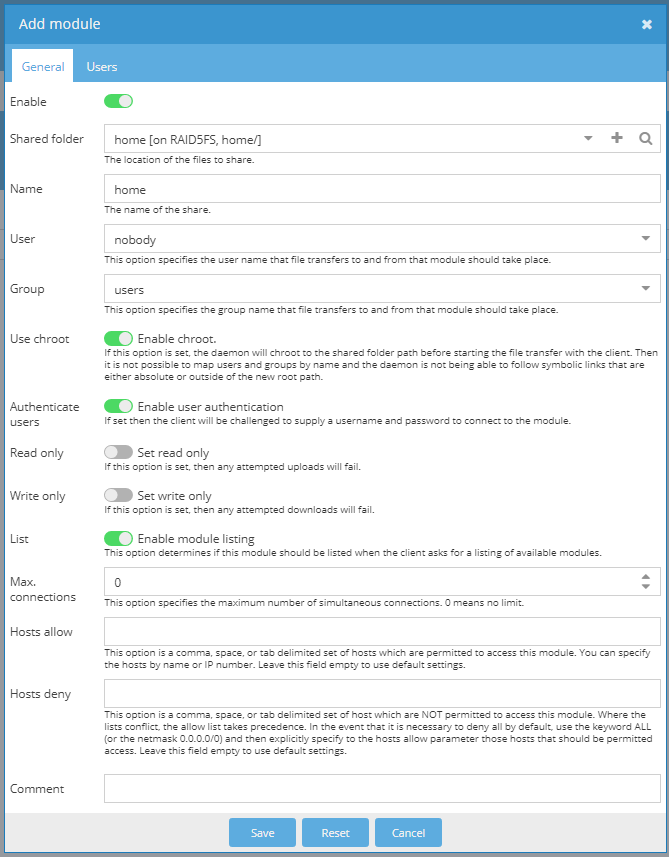 Add module
General Users
Enable
Shared folder home [on RAID5FS, home/]
The location of the files to share.
Name home
The name of the share.
User nobody
This option specifies the user name that file transfers to and from that module should take place.
Group users
This option specifies the group name that file transfers to and from that module should take place.
Use chroot Enable chroot.
If this option is set, the daemon will chroot to the shared folder path before starting the file transfer with the client. Then
it is not possible to map users and groups by name and the daemon is not being able to follow symbolic links that are
either absolute or outside of the new root path.
Authenticate users Enable user authentication
If set then the client will be challenged to supply a username and password to connect to the module.
Read only Set read only
If this option is set, then any attempted uploads will fail.
Write only Set write only
If this option is set, then any attempted downloads will fail.
List Enable module listing
This option determines if this module should be listed when the client asks for a listing of available modules.
Max. connections 0
This option specifies the maximum number of simultaneous connections. 0 means no limit.
Hosts allow
This option is a comma, space, or tab delimited set of hosts which are permitted to access this module. You can specify
the hosts by name or IP number. Leave this field empty to use default settings.
Hosts deny
This option is a comma, space, or tab delimited set of host which are NOT permitted to access this module. Where the
lists conflict, the allow list takes precedence. In the event that it is necessary to deny all by default, use the keyword ALL
(or the netmask 0.0.0.0/0) and then explicitly specify to the hosts allow parameter those hosts that should be permitted
access. Leave this field empty to use default settings.
Comment
Save Reset Cancel